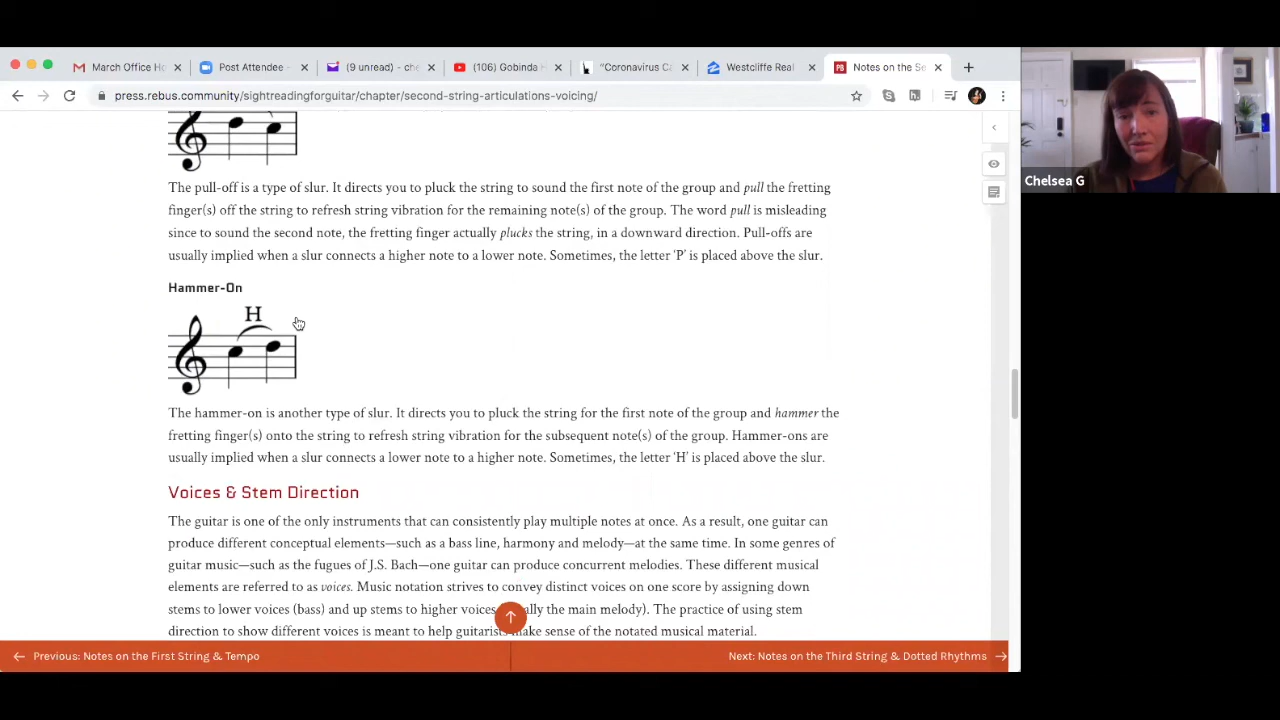 March Office Ho
Post Attendee -
(9 unread) - che
(106) Gobinda H
"Coronavirus Ca
Westcliffe Real
Notes on the Se
press.rebus.community/sightreadingforguitar/chapter/second-string-articulations-voicing/
The pull-off is a type of slur. It directs you to pluck the string to sound the first note of the group and pull the fretting
finger(s) off the string to refresh string vibration for the remaining note(s) of the group. The word pull is misleading
since to sound the second note, the fretting finger actually plucks the string, in a downward direction. Pull-offs are
usually implied when a slur connects a higher note to a lower note. Sometimes, the letter ‘P’ is placed above the slur.
Hammer-On
H
The hammer-on is another type of slur. It directs you to pluck the string for the first note of the group and hammer the
fretting finger(s) onto the string to refresh string vibration for the subsequent note(s) of the group. Hammer-ons are
usually implied when a slur connects a lower note to a higher note. Sometimes, the letter ‘H’ is placed above the slur.
Voices & Stem Direction
The guitar is one of the only instruments that can consistently play multiple notes at once. As a result, one guitar can
produce different conceptual elements—such as a bass line, harmony and melody—at the same time. In some genres of
guitar music—such as the fugues of J.S. Bach—one guitar can produce concurrent melodies. These different musical
elements are referred to as voices. Music notation strives to convey distinct voices on one score by assigning down
stems to lower voices (bass) and up stems to higher voices ally the main melody). The practice of using stem
direction to show different voices is meant to help guitarists make sense of the notated musical material.
Previous: Notes on the First String & Tempo
Next: Notes on the Third String & Dotted Rhythms
Chelsea G